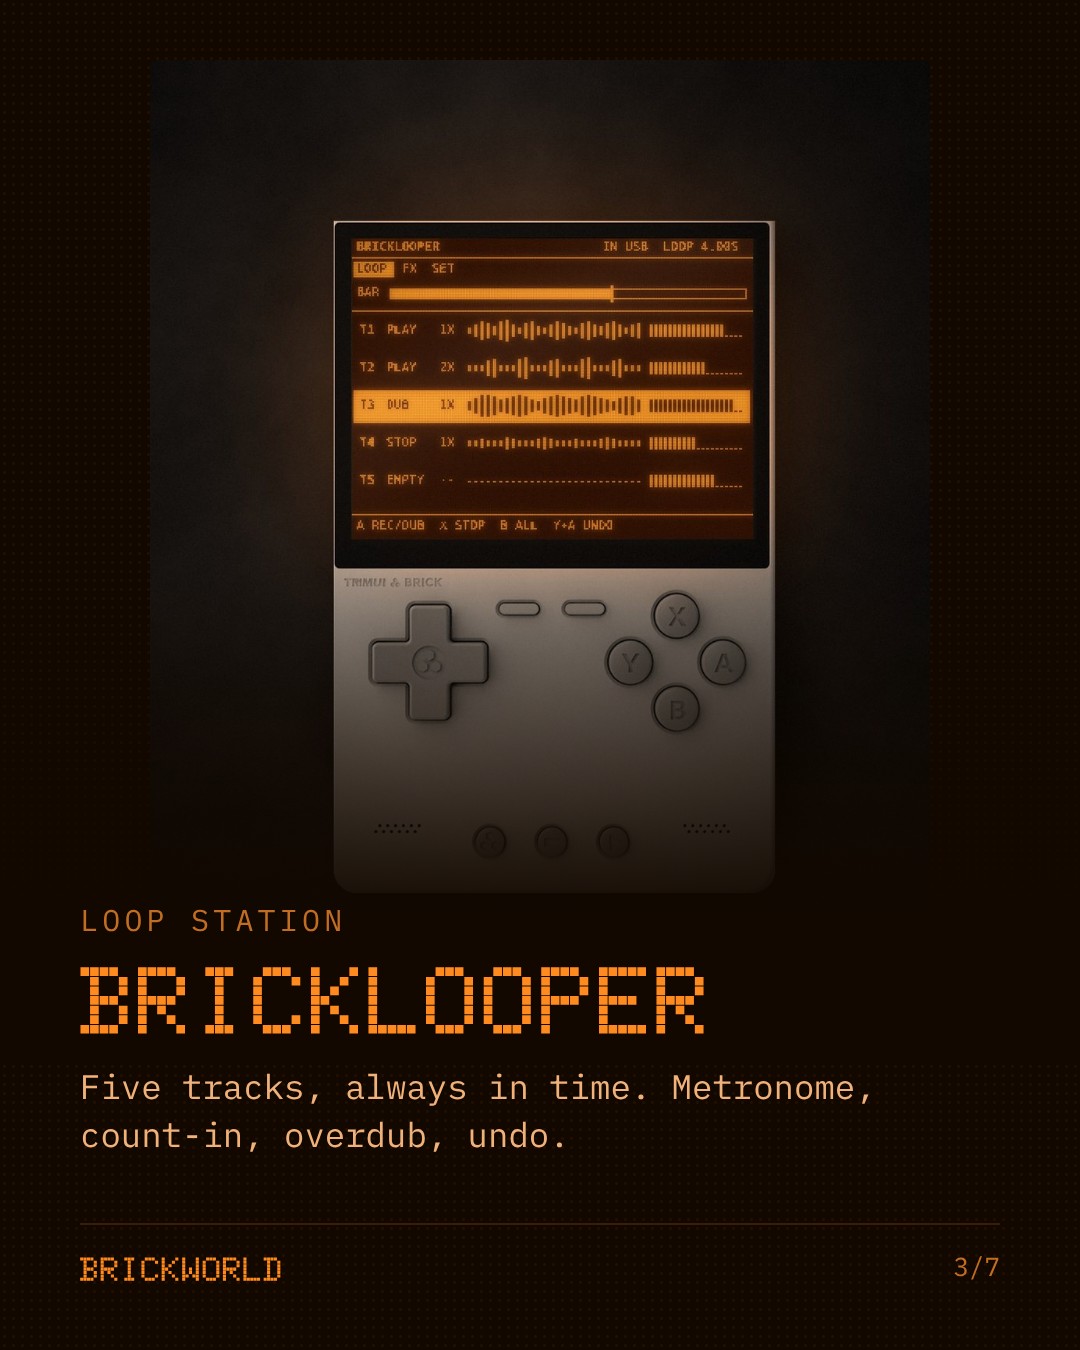 BRICKLOOPER IN USB LOOP
LOOP FX SET
BAR
T1 PLAY 1X
T2 PLAY 2X
T3 DUB 1X
T4 STOP 1X
T5 EMPTY --
A REC/DUB X STOP B ALL Y+A UNDO
TRIMUI & BRICK
X
Y A
B
LOOP STATION
BRICKLOOPER
Five tracks, always in time. Metronome,
count-in, overdub, undo.
BRICKWORLD 3/7